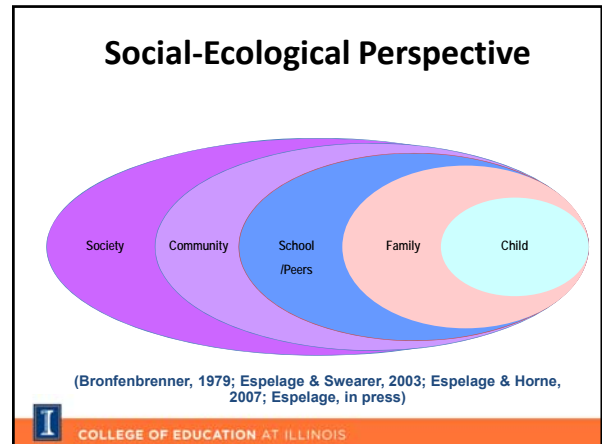 Social-Ecological Perspective
Society
Community
School
/Peers
Family
Child
(Bronfenbrenner, 1979; Espelage & Swearer, 2003; Espelage & Horne,
2007; Espelage, in press)
I
COLLEGE OF EDUCATION AT ILLINOIS